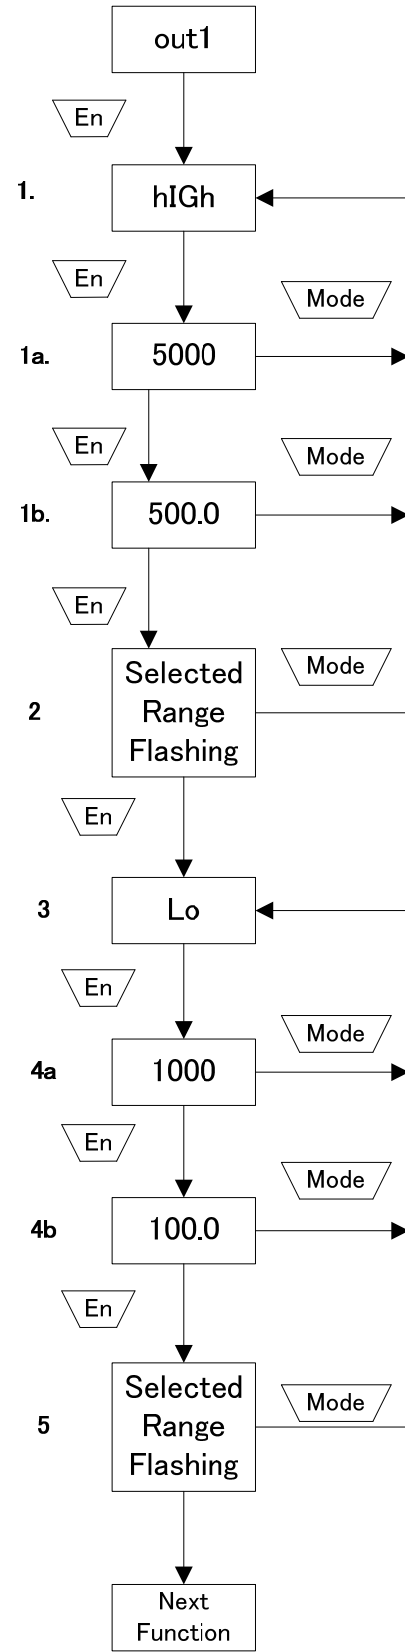 out1
En
1.
hIGh
En
Mode
1a.
5000
En
Mode
1b.
500.0
En
Mode
2
Selected
Range
Flashing
En
3
Lo
En
Mode
4a
1000
En
Mode
4b
100.0
En
Mode
5
Selected
Range
Flashing
Next
Function